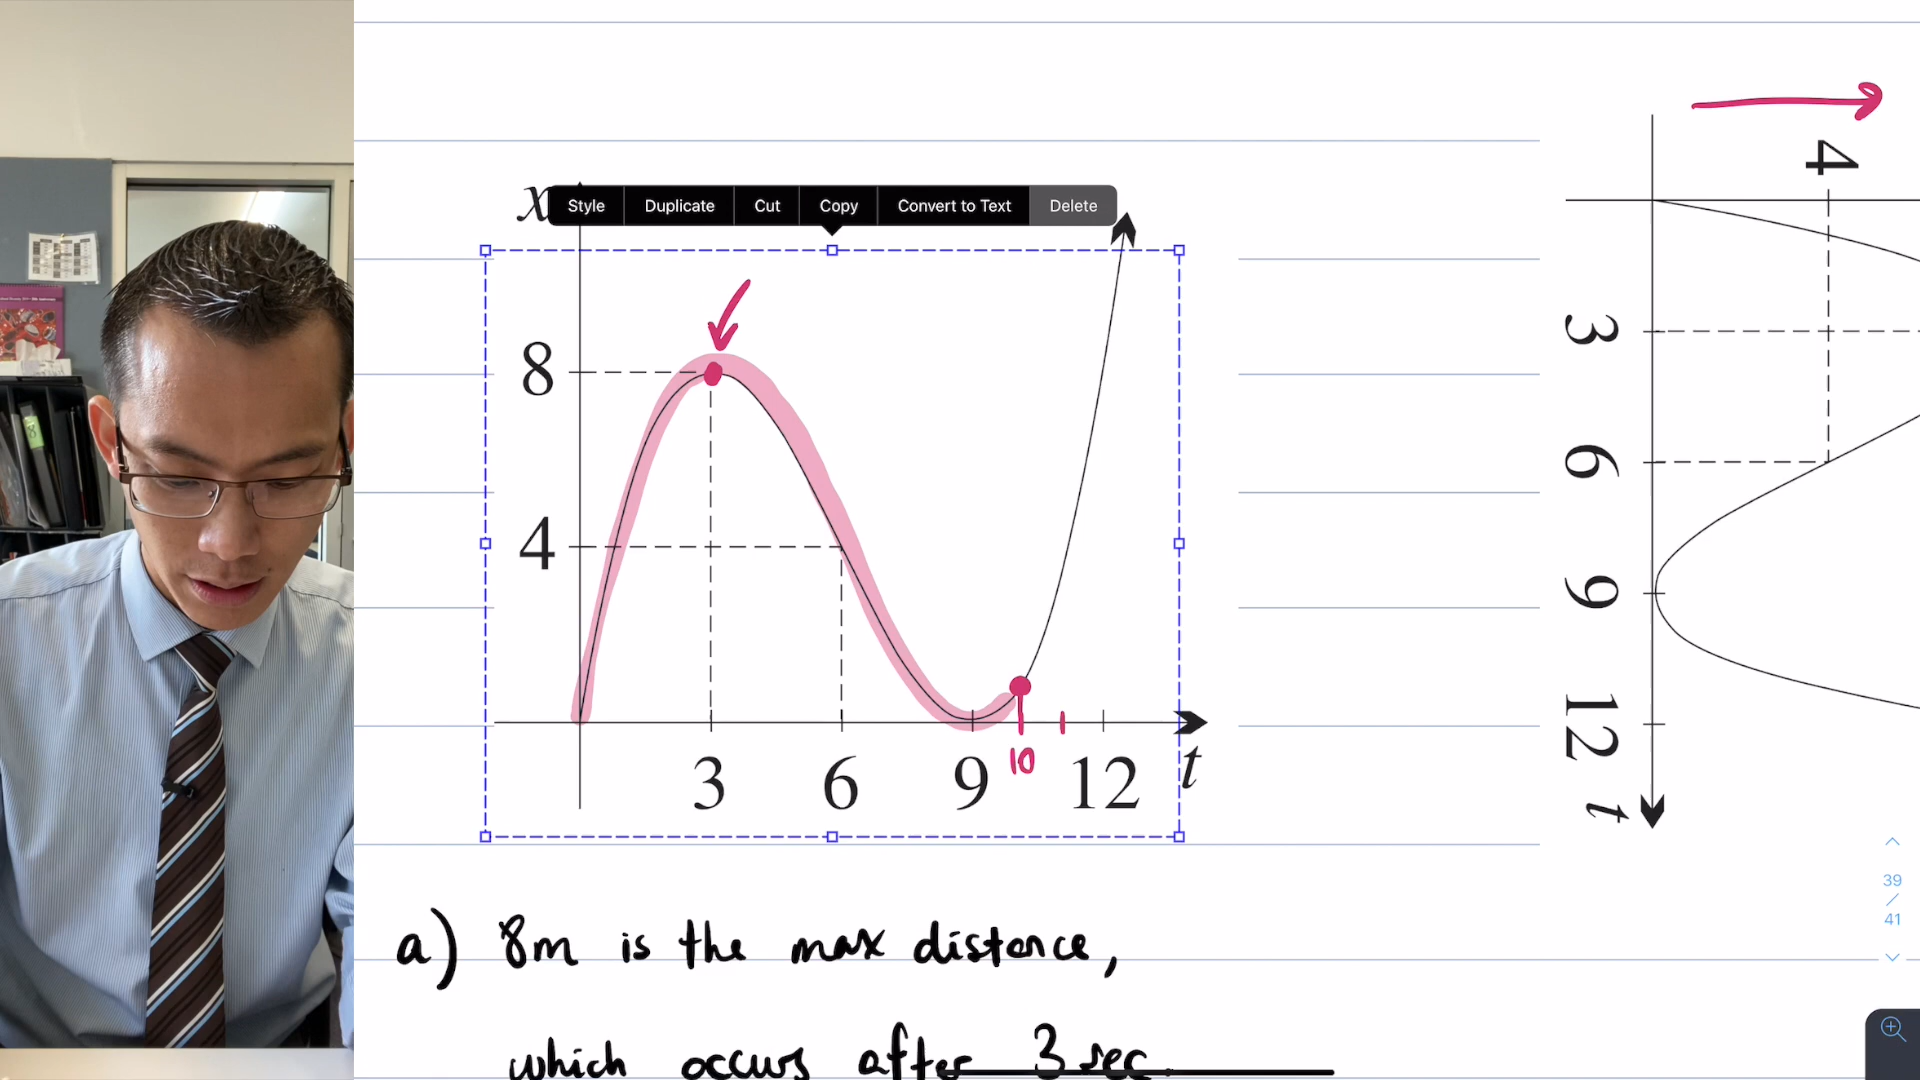 x
Style Duplicate Cut Copy Convert to Text Delete
8
4
3 6 9 10 12 t
a) 8m is the max distance,
which occurs after 3 sec.
4
3
6
9
12
t
39
/
41